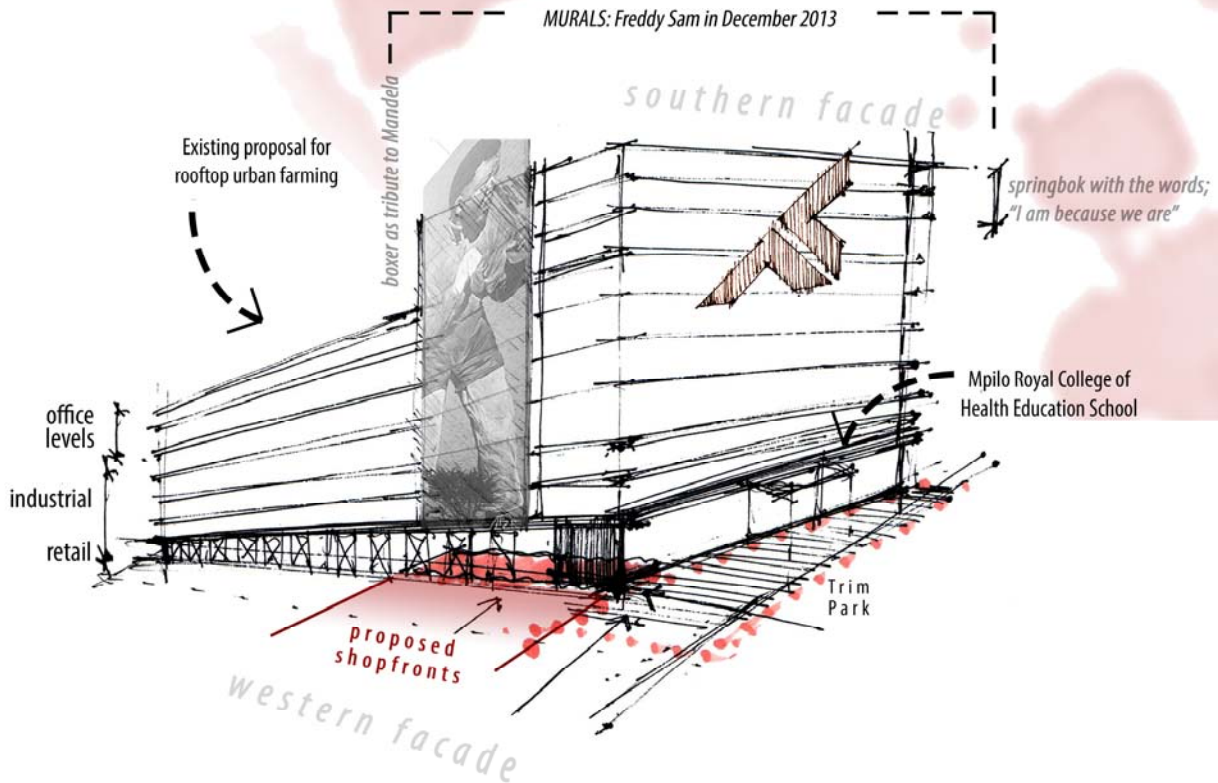 MURALS: Freddy Sam in December 2013
southern facade
boxer as tribute to Mandela
Existing proposal for
rooftop urban farming
springbok with the words;
"I am because we are"
Mpilo Royal College of
Health Education School
office
levels
industrial
retail
Trim
Park
proposed
shopfronts
western facade